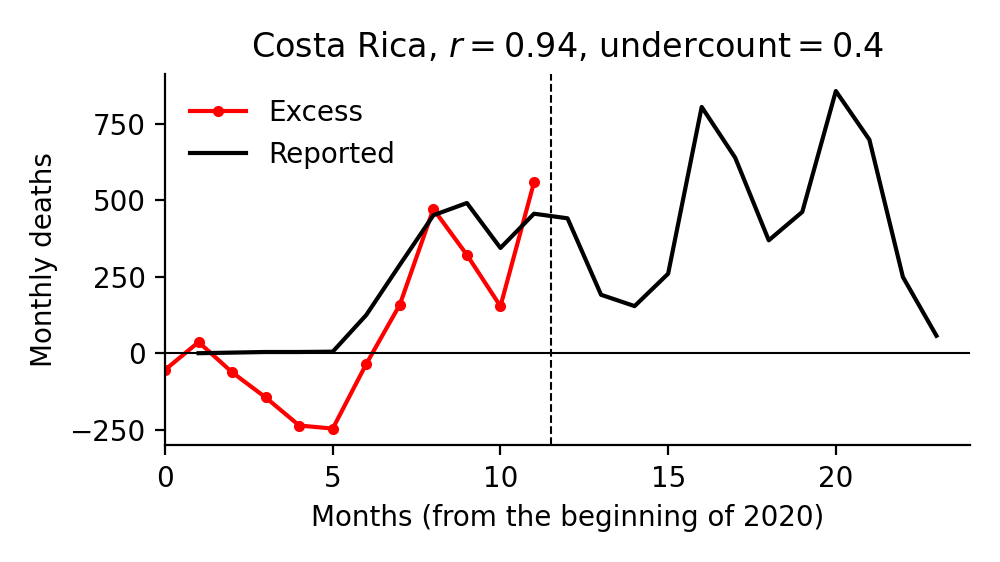 Costa Rica, r = 0.94, undercount = 0.4
Excess
Reported
Monthly deaths
750
500
250
0
−250
0 5 10 15 20
Months (from the beginning of 2020)